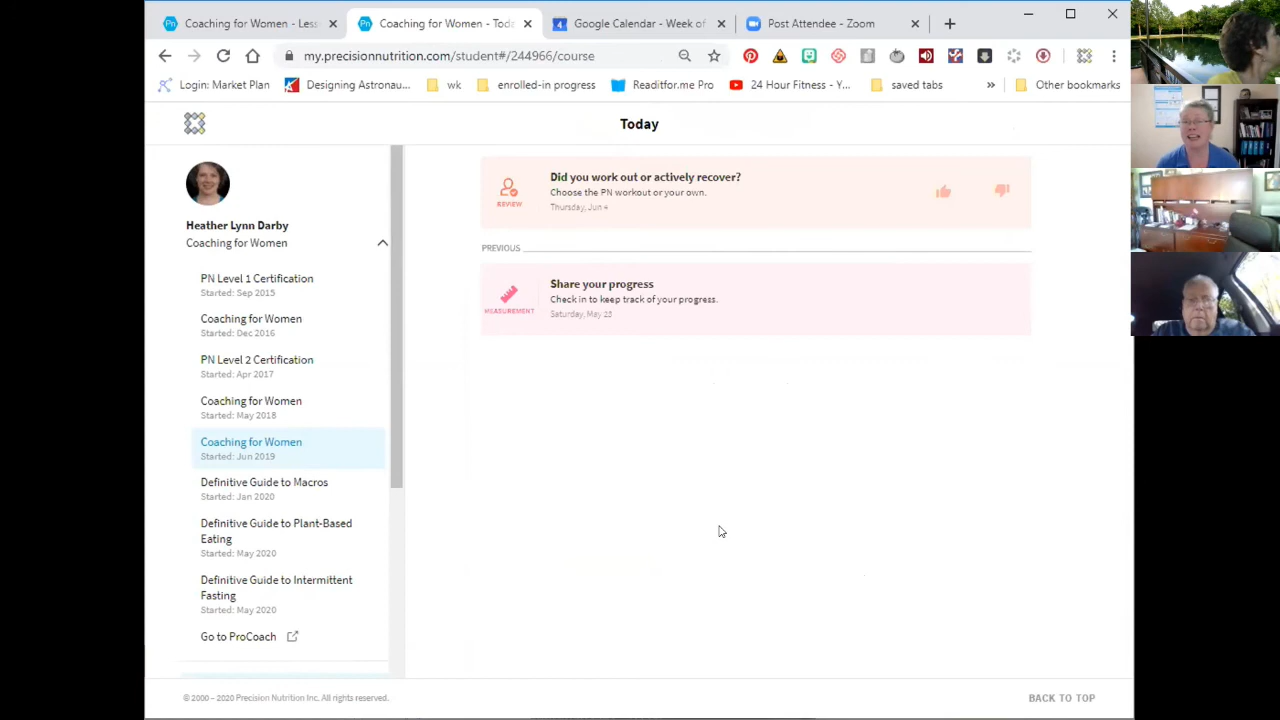 Coaching for Women - Less
Coaching for Women - Toda
Google Calendar - Week of
Post Attendee - Zoom
my.precisionnutrition.com/student#/244966/course
Login: Market Plan
Designing Astronau...
wk
enrolled-in progress
Readitfor.me Pro
24 Hour Fitness - Y...
saved tabs
»
Other bookmarks
Today
Heather Lynn Darby
Coaching for Women
PN Level 1 Certification
Started: Sep 2015
Coaching for Women
Started: Dec 2016
PN Level 2 Certification
Started: Apr 2017
Coaching for Women
Started: May 2018
Coaching for Women
Started: Jun 2019
Definitive Guide to Macros
Started: Jan 2020
Definitive Guide to Plant-Based
Eating
Started: May 2020
Definitive Guide to Intermittent
Fasting
Started: May 2020
Go to ProCoach
REVIEW
Did you work out or actively recover?
Choose the PN workout or your own.
Thursday, Jun 4
PREVIOUS
MEASUREMENT
Share your progress
Check in to keep track of your progress.
Saturday, May 23
© 2000 – 2020 Precision Nutrition Inc. All rights reserved.
BACK TO TOP